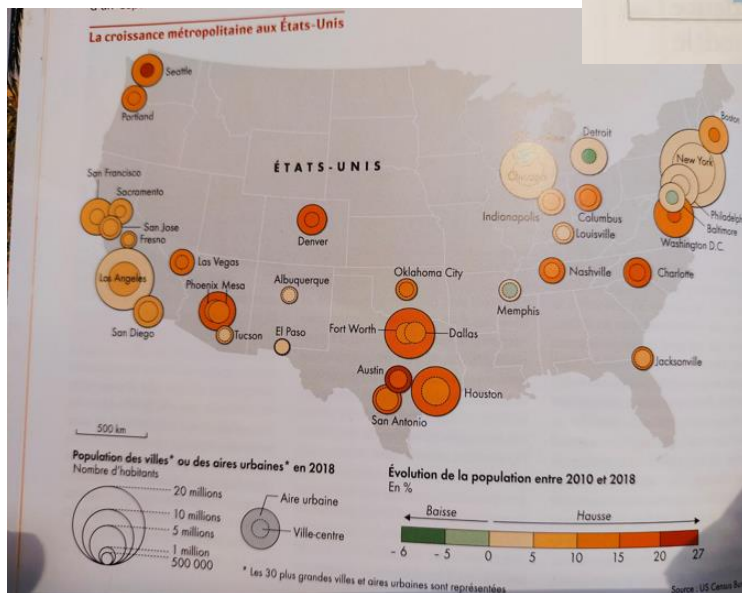 La croissance métropolitaine aux États-Unis
Seattle
Portland
ÉTATS-UNIS
Detroit
Boston
New York
Chicago
San Francisco
Sacramento
San Jose
Fresno
Indianapolis
Columbus
Louisville
Philadelph
Baltimore
Washington D.C.
Denver
Las Vegas
Los Angeles
Phoenix Mesa
Albuquerque
Oklahoma City
Nashville
Charlotte
Memphis
San Diego
Tucson
El Paso
Fort Worth
Dallas
Jacksonville
Austin
Houston
San Antonio
500 km
Population des villes* ou des aires urbaines* en 2018
Nombre d'habitants
20 millions
10 millions
5 millions
1 million
500 000
Aire urbaine
Ville-centre
Évolution de la population entre 2010 et 2018
En %
Baisse Hausse
- 6 - 5 0 5 10 15 20 27
* Les 30 plus grandes villes et aires urbaines sont représentées
Source : US Census Bu